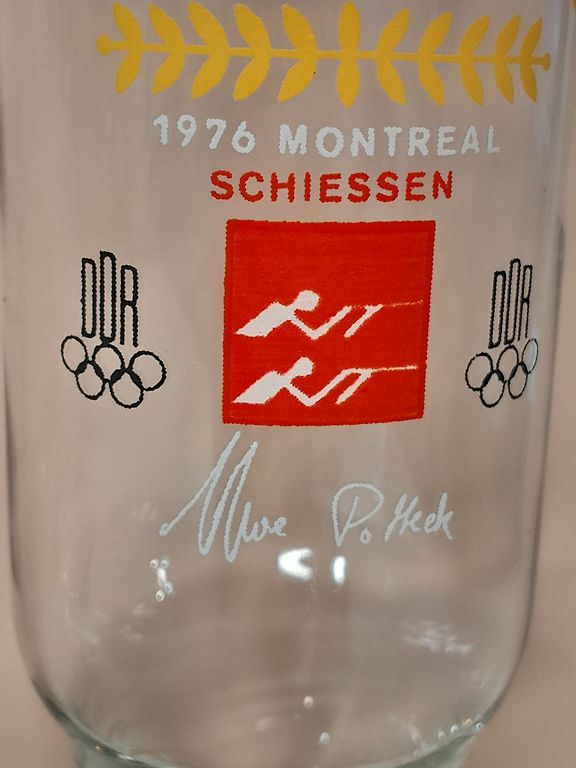 1976 MONTREAL
SCHIESSEN
DDR
DDR
Uwe Potteck